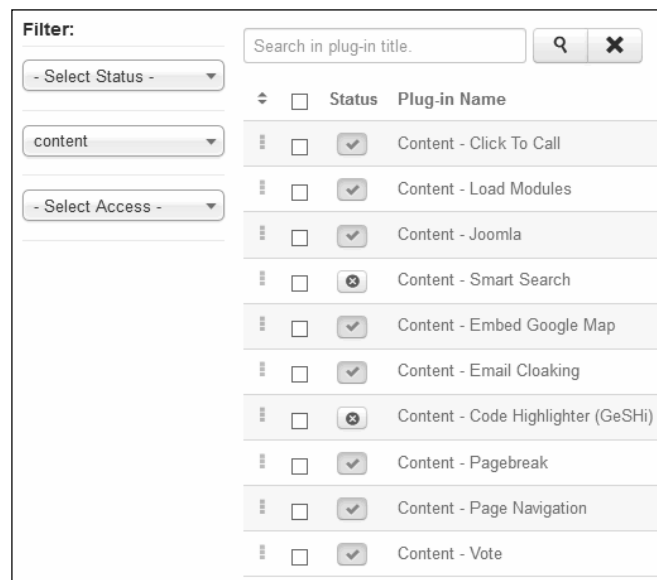 Filter:
- Select Status -
content
- Select Access -
Search in plug-in title.
Status Plug-in Name
Content - Click To Call
Content - Load Modules
Content - Joomla
Content - Smart Search
Content - Embed Google Map
Content - Email Cloaking
Content - Code Highlighter (GeSHi)
Content - Pagebreak
Content - Page Navigation
Content - Vote